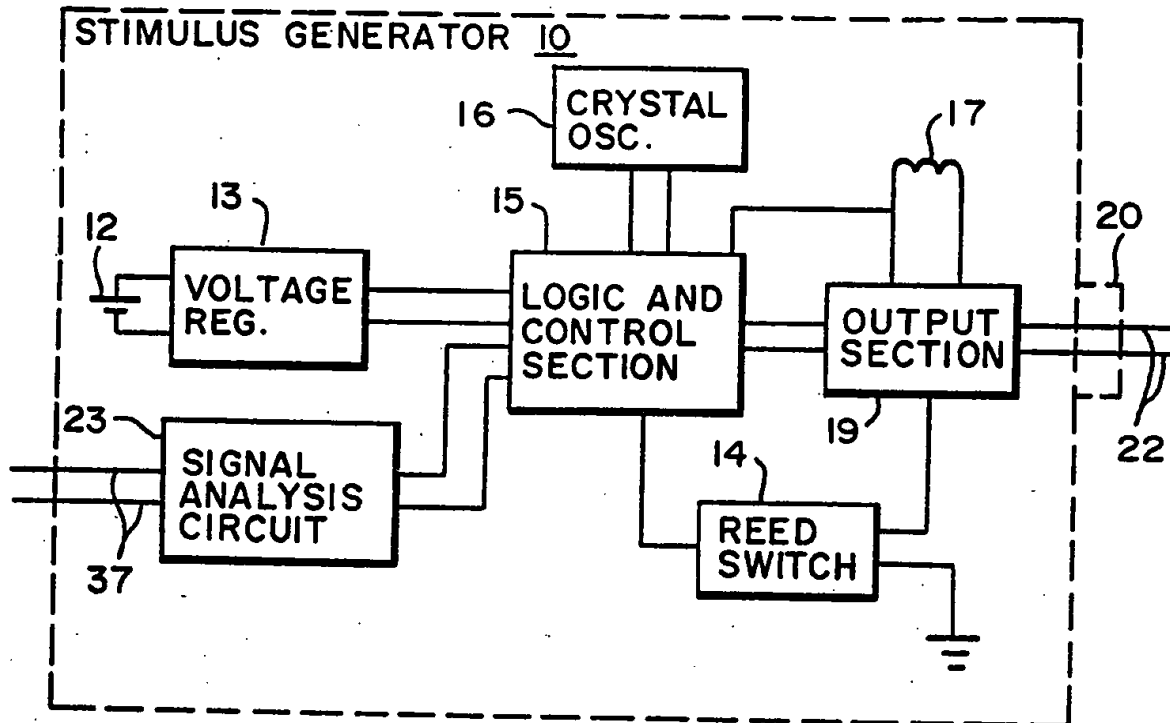 STIMULUS GENERATOR 10
16
CRYSTAL
OSC.
17
12
13
15
20
VOLTAGE
REG.
LOGIC AND
CONTROL
SECTION
OUTPUT
SECTION
19
22
23
SIGNAL
ANALYSIS
CIRCUIT
37
14
REED
SWITCH